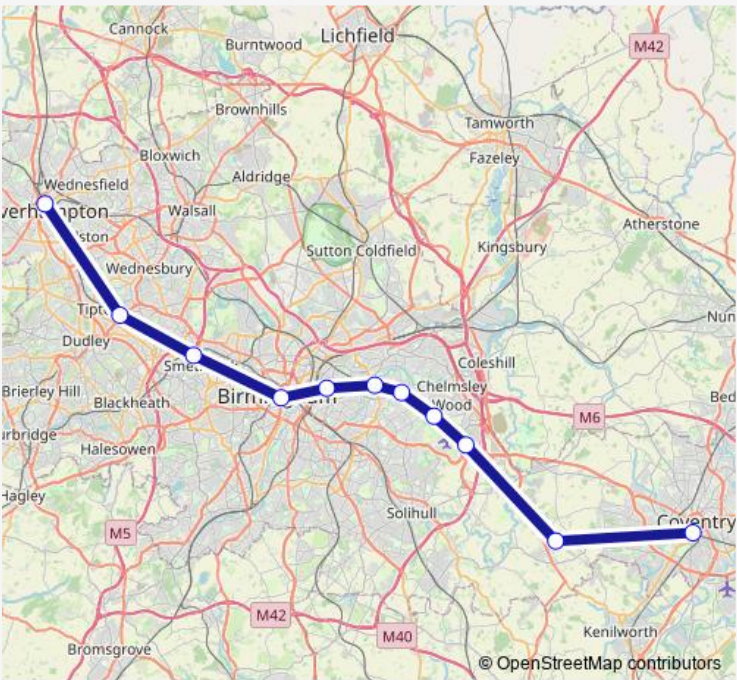 Cannock
Burntwood
Lichfield
M42
Brownhills
Tamworth
Bloxwich
Fazeley
Aldridge
Wednesfield
Walsall
Atherstone
Sutton Coldfield
Kingsbury
Wednesbury
Dudley
Coleshill
Chelmsley
Wood
Brierley Hill
Blackheath
M6
Halesowen
Hagley
Solihull
Coventry
M5
M42
M40
Kenilworth
Bromsgrove
© OpenStreetMap contributors